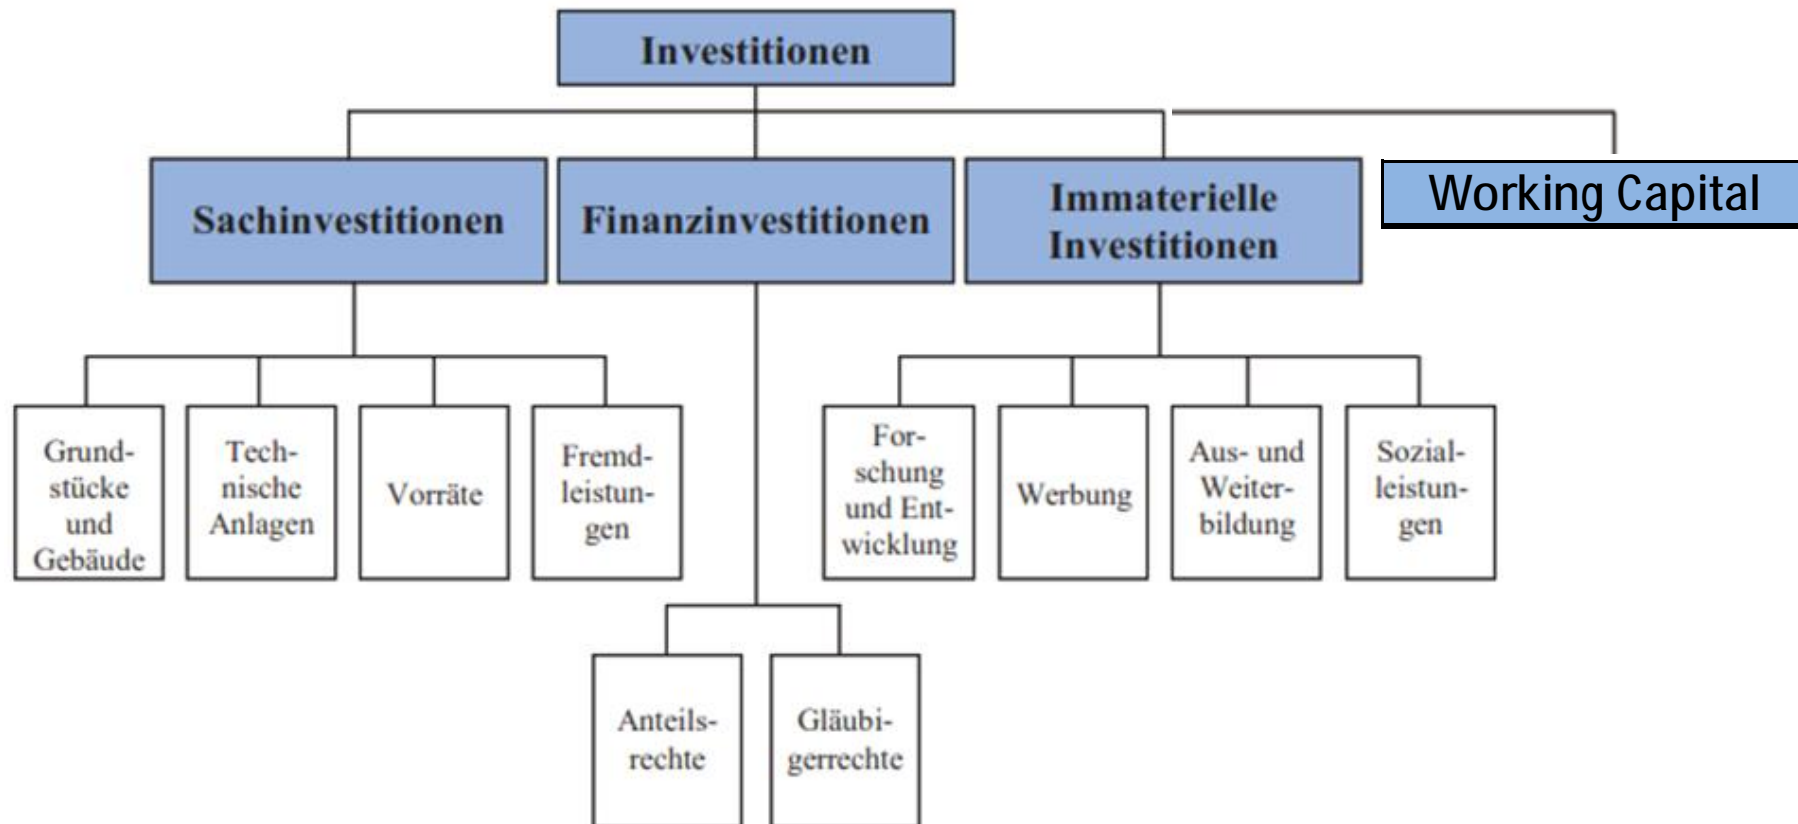 Investitionen
Sachinvestitionen
Finanzinvestitionen
Immaterielle
Investitionen
Working Capital
Grund-
stücke
und
Gebäude
Tech-
nische
Anlagen
Vorräte
Fremd-
leistun-
gen
For-
schung
und Ent-
wicklung
Werbung
Aus- und
Weiter-
bildung
Sozial-
leistun-
gen
Anteils-
rechte
Gläubi-
gerrechte